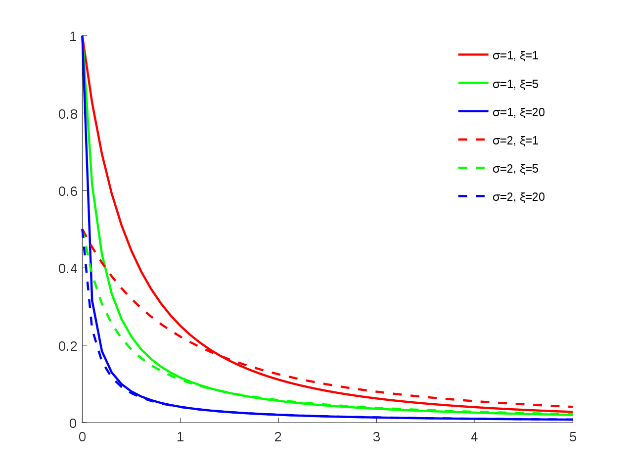 1
σ=1, ξ=1
σ=1, ξ=5
0.8
σ=1, ξ=20
σ=2, ξ=1
σ=2, ξ=5
0.6
σ=2, ξ=20
0.4
0.2
0
0 1 2 3 4 5